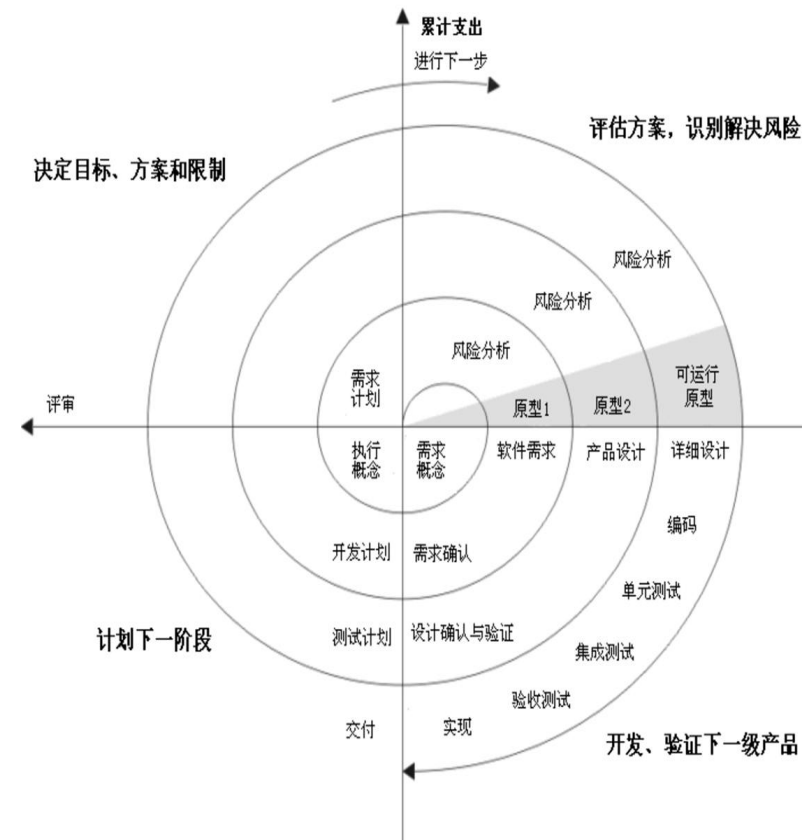 累计支出
进行下一步
评估方案，识别解决风险
决定目标、方案和限制
风险分析
风险分析
风险分析
需求
计划
可运行
原型
评审
原型1
原型2
执行
概念
需求
概念
软件需求
产品设计
详细设计
编码
开发计划
需求确认
单元测试
计划下一阶段
测试计划
设计确认与验证
集成测试
验收测试
交付
实现
开发、验证下一级产品